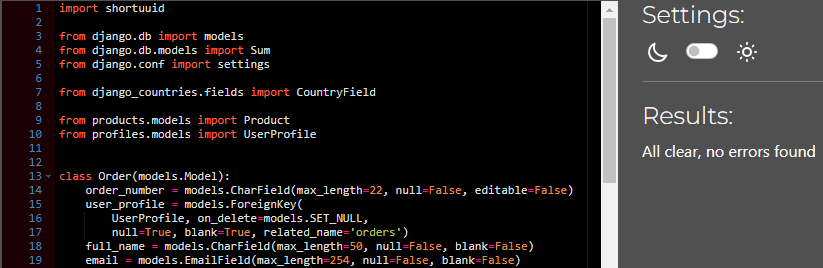 1 import shortuuid
2
3 from django.db import models
4 from django.db.models import Sum
5 from django.conf import settings
6
7 from django_countries.fields import CountryField
8
9 from products.models import Product
10 from profiles.models import UserProfile
11
12
13 class Order(models.Model):
14 order_number = models.CharField(max_length=22, null=False, editable=False)
15 user_profile = models.ForeignKey(
16 UserProfile, on_delete=models.SET_NULL,
17 null=True, blank=True, related_name='orders')
18 full_name = models.CharField(max_length=50, null=False, blank=False)
19 email = models.EmailField(max_length=254, null=False, blank=False)
Settings:
Results:
All clear, no errors found